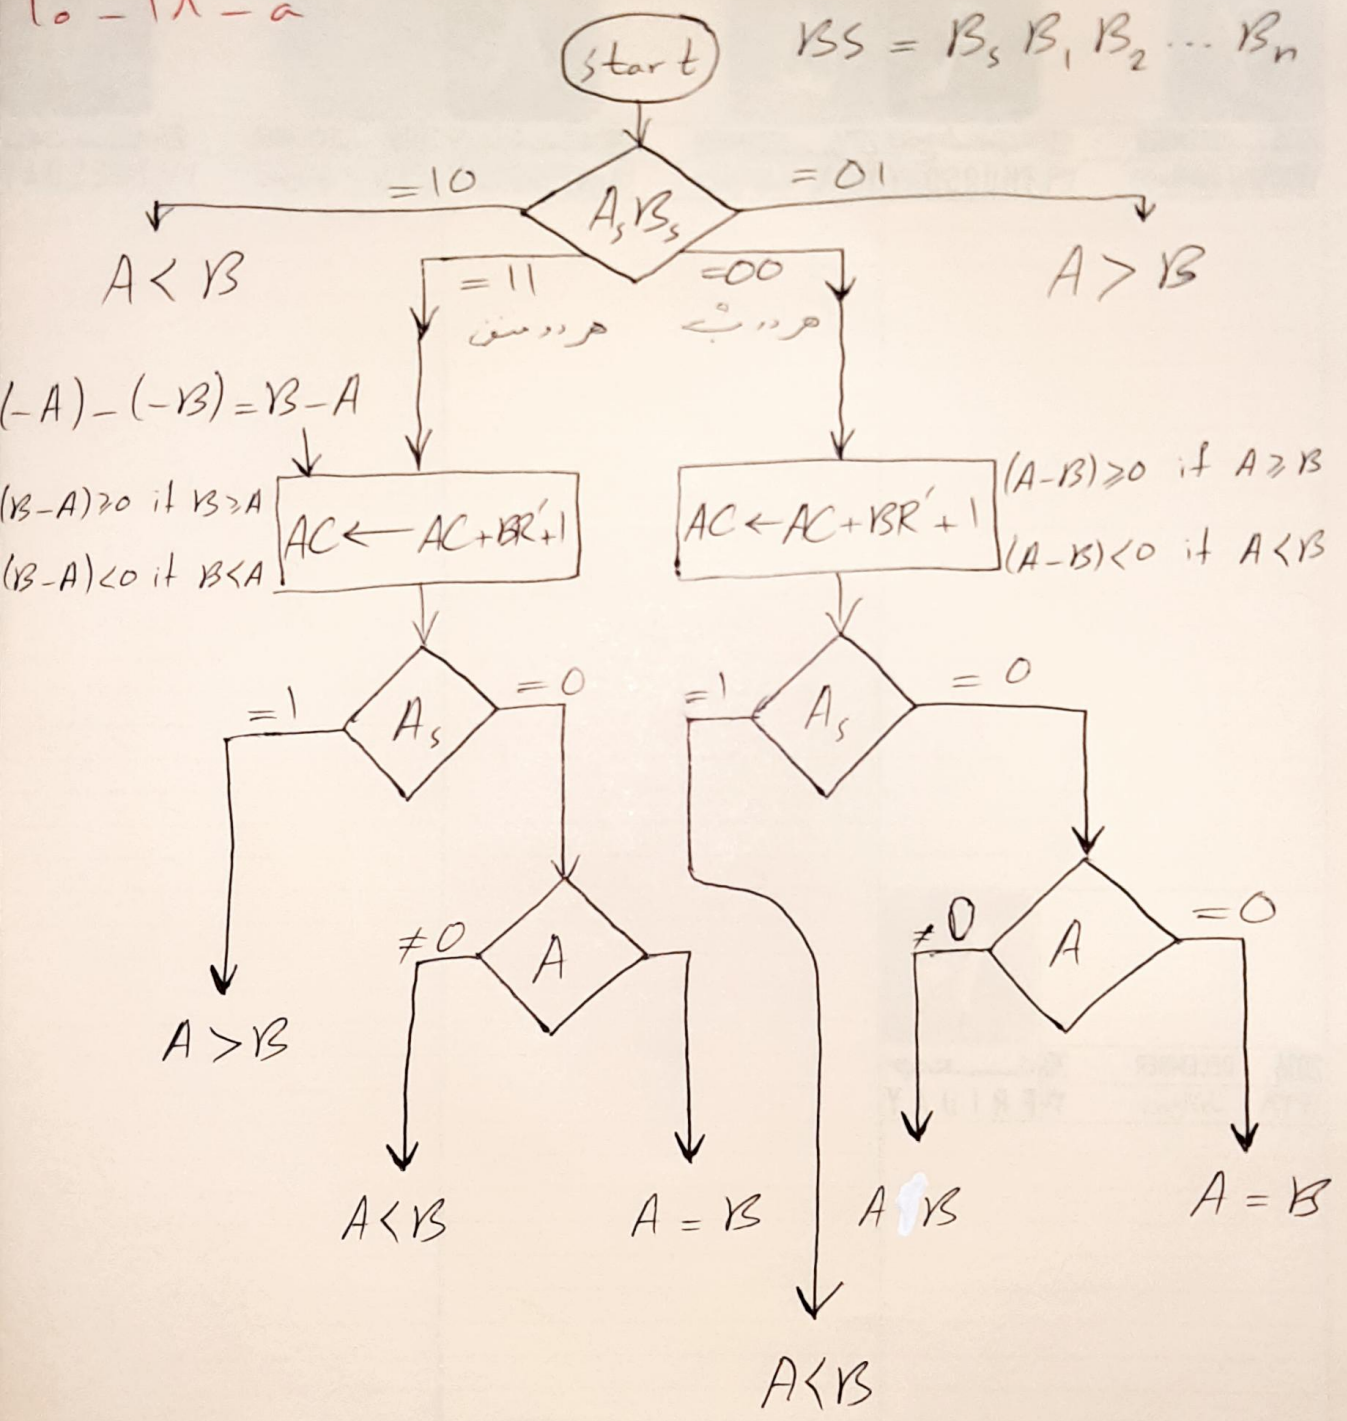 ۱۰ - ۱۸ - a
start
BS = Bₛ B₁ B₂ ... Bₙ
=10
AₛBₛ
= 01
A < B
= 11
=00
A > B
هر دو منفی
هر دو مثبت
(-A) - (-B) = B - A
(B-A)≥0 if B≥A
(B-A)<0 if B<A
AC ← AC+BR'+1
AC ← AC+BR'+1
(A-B)≥0 if A≥B
(A-B)<0 if A<B
=1
Aₛ
= 0
=1
Aₛ
= 0
≠0
A
≠0
A
=0
A > B
A<B
A = B
A B
A = B
A<B